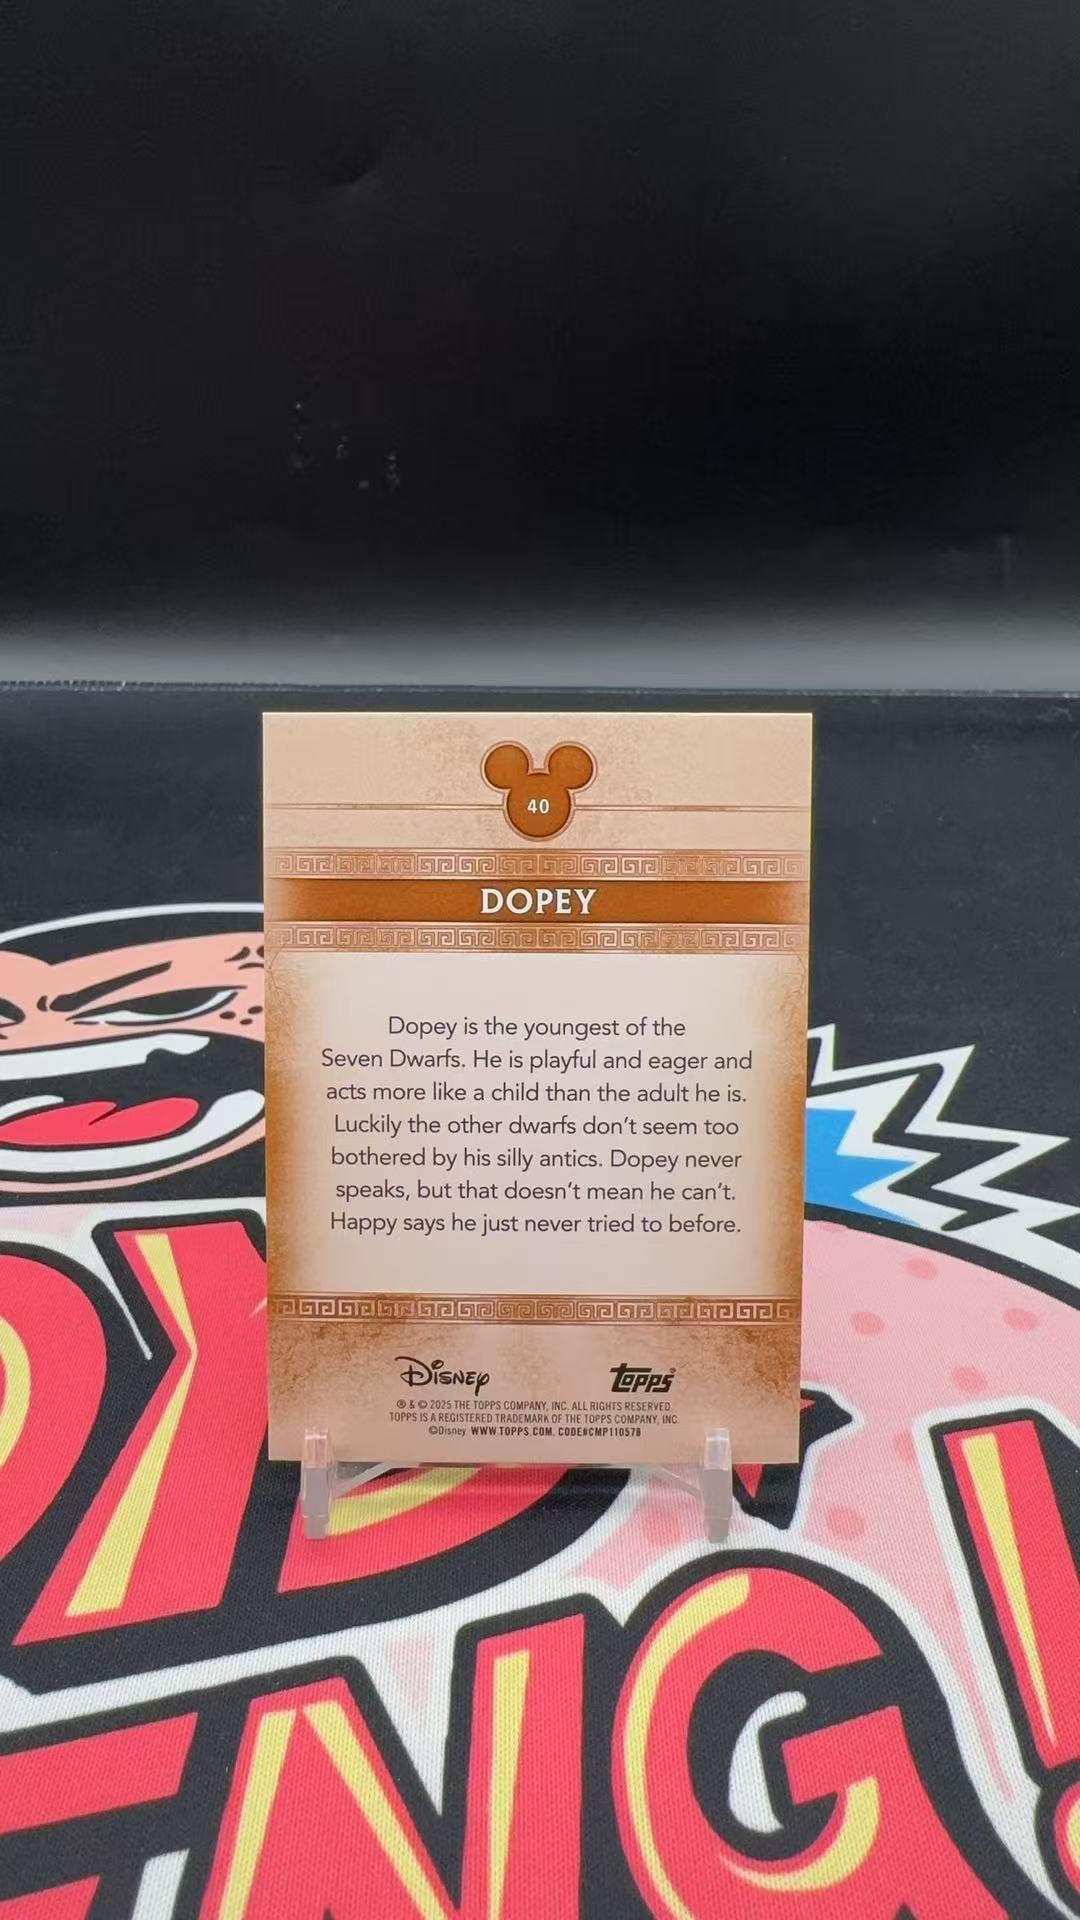 40
DOPEY
Dopey is the youngest of the
Seven Dwarfs. He is playful and eager and
acts more like a child than the adult he is.
Luckily the other dwarfs don't seem too
bothered by his silly antics. Dopey never
speaks, but that doesn't mean he can't.
Happy says he just never tried to before.
Disney topps
® & © 2025 THE TOPPS COMPANY, INC. ALL RIGHTS RESERVED.
TOPPS IS A REGISTERED TRADEMARK OF THE TOPPS COMPANY, INC.
©Disney WWW.TOPPS.COM. CODE#CMP110578